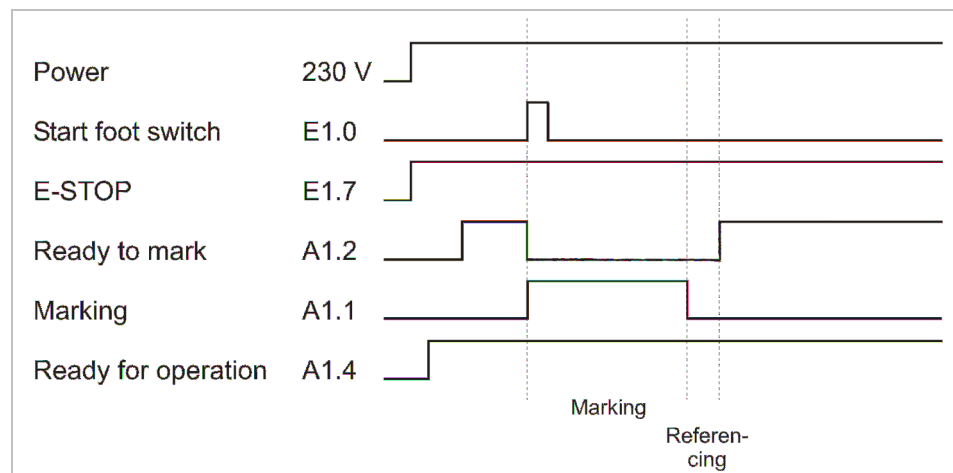 Power 230 V
Start foot switch E1.0
E-STOP E1.7
Ready to mark A1.2
Marking A1.1
Ready for operation A1.4
Marking
Referen-
cing